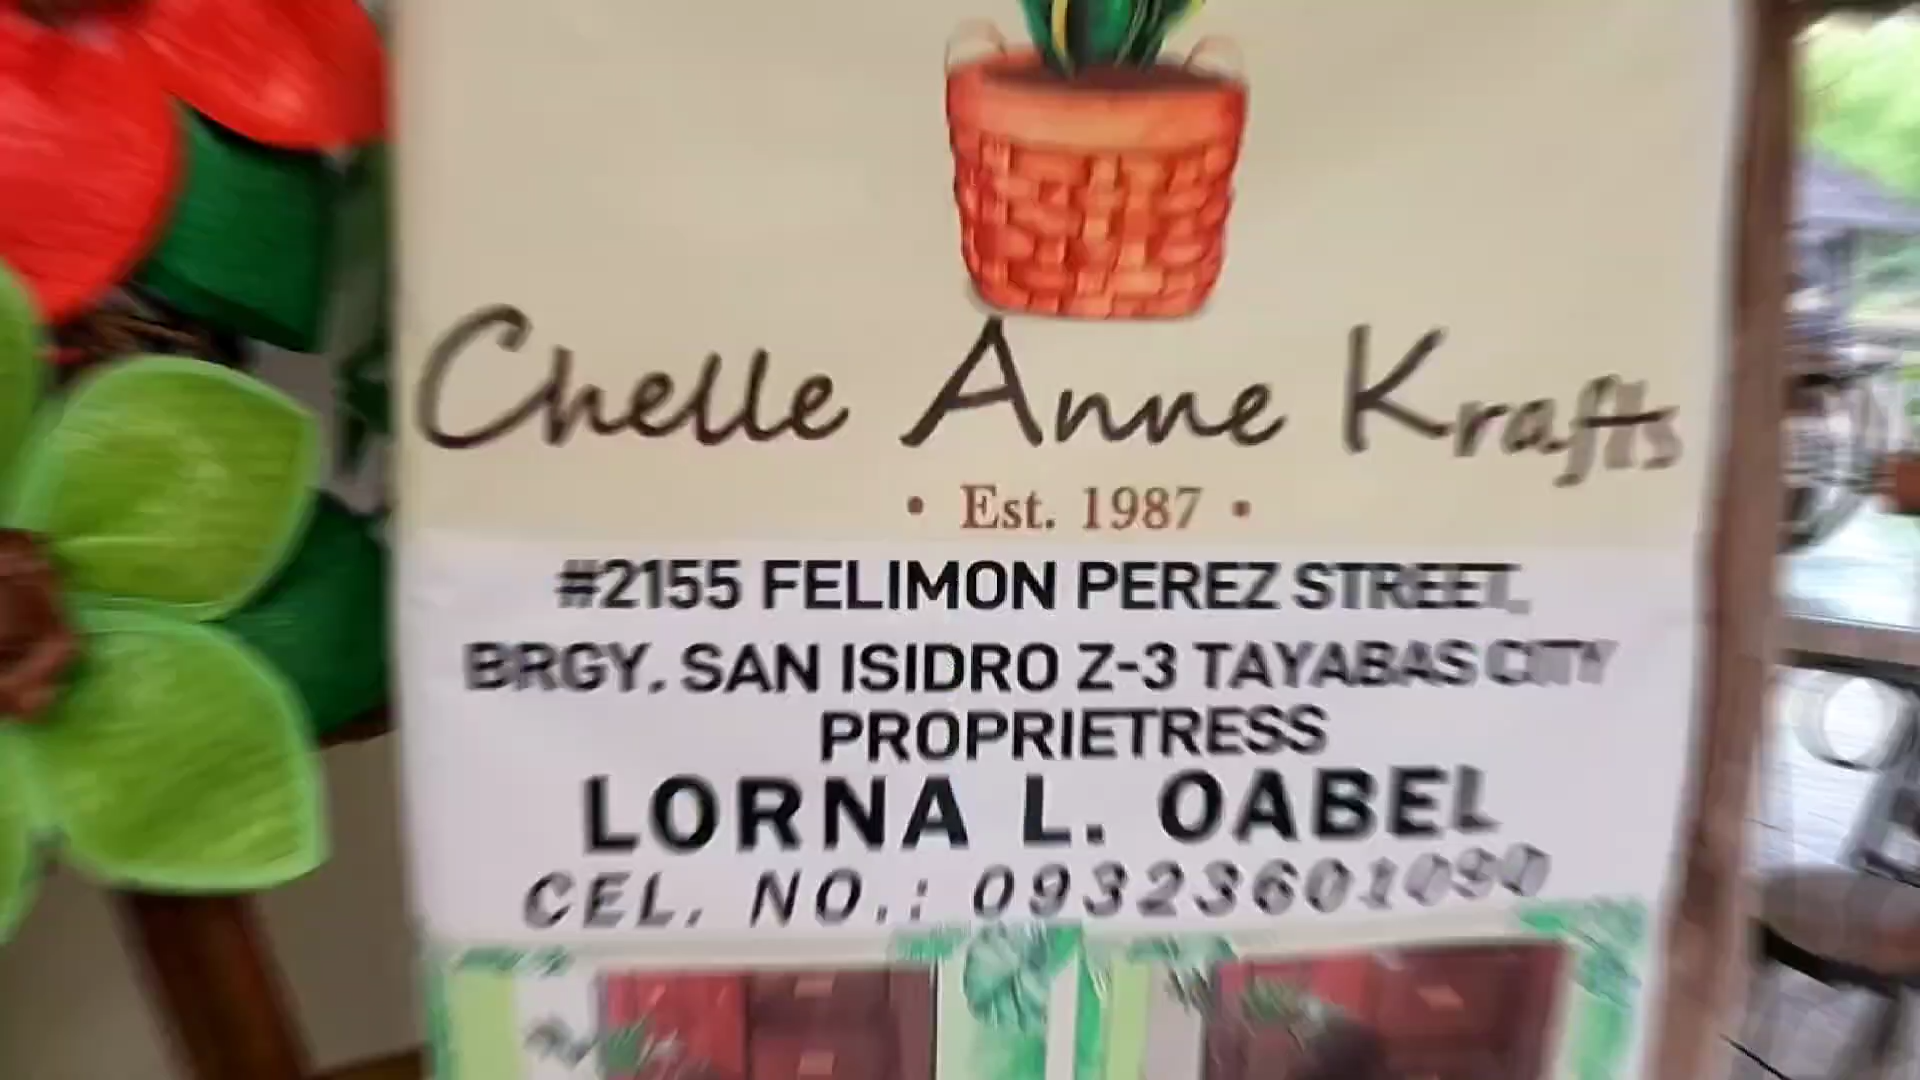 Chelle Anne Krafts
• Est. 1987 •
#2155 FELIMON PEREZ STREET,
BRGY. SAN ISIDRO Z-3 TAYABAS CITY
PROPRIETRESS
LORNA L. OABEL
CEL. NO.: 09323601090